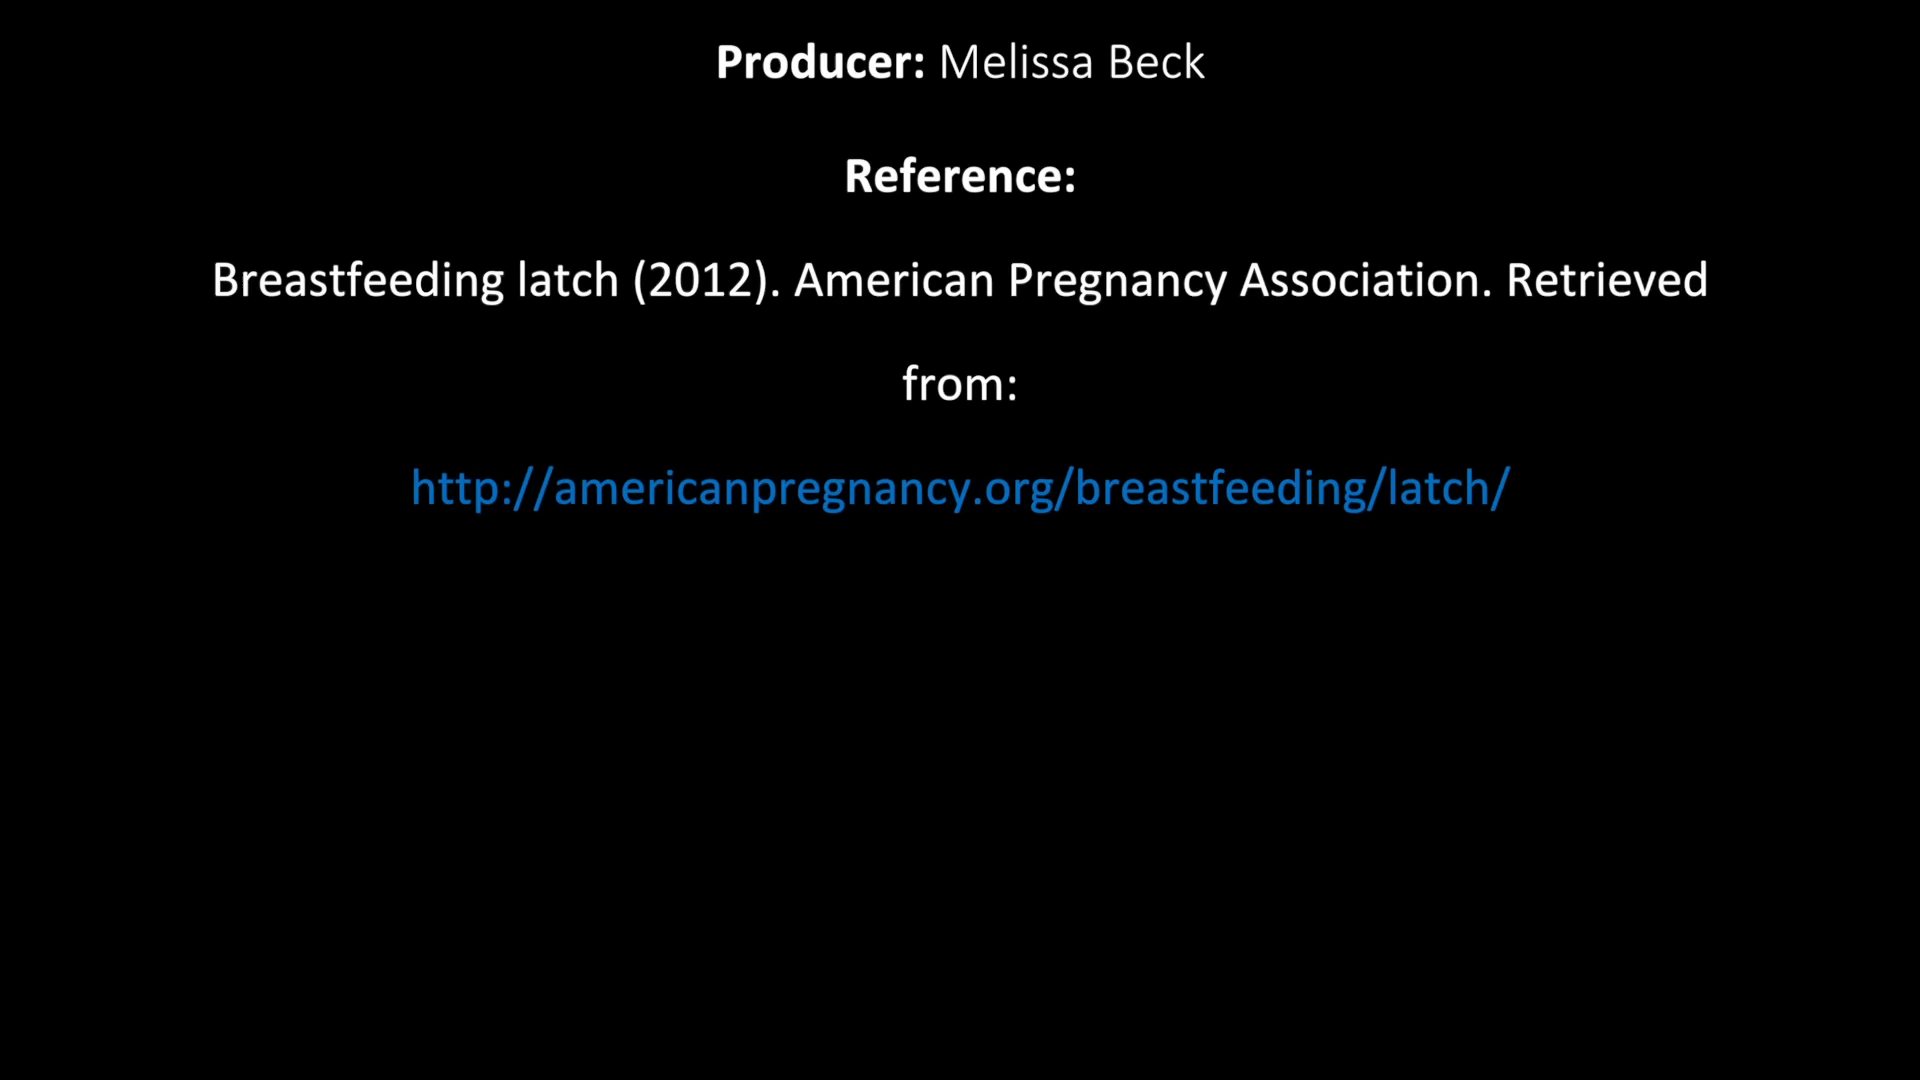 Producer: Melissa Beck
Reference:
Breastfeeding latch (2012). American Pregnancy Association. Retrieved
from:
http://americanpregnancy.org/breastfeeding/latch/